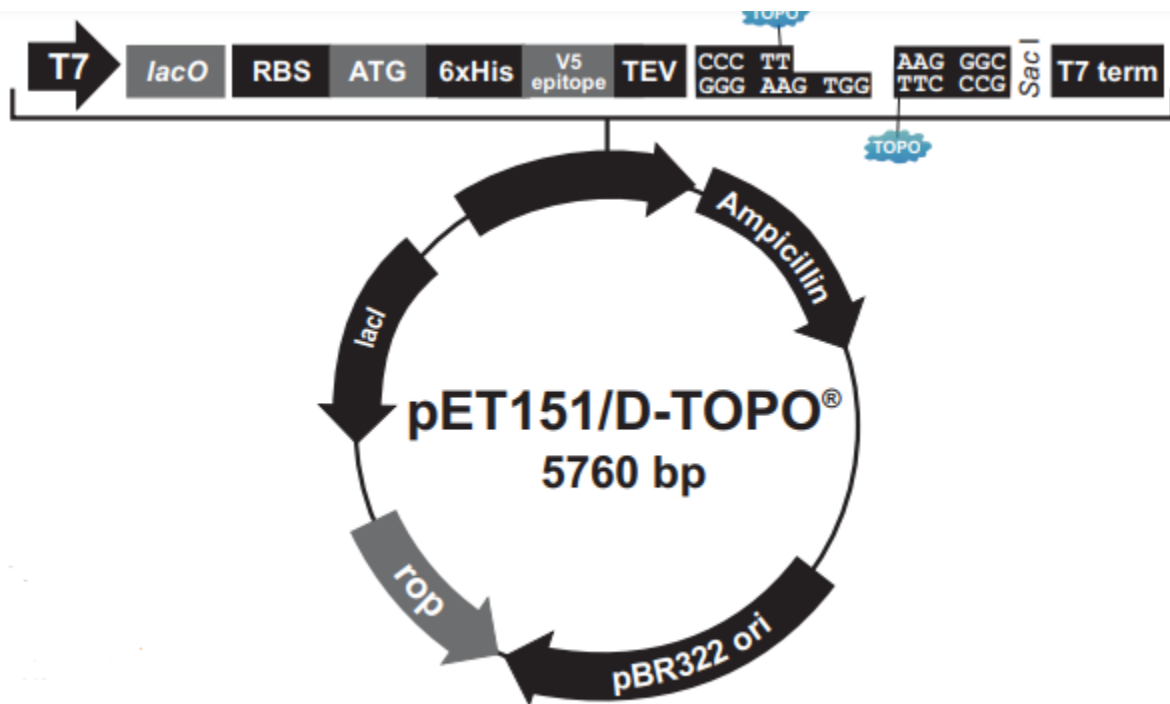 TOPO
T7 lacO RBS ATG 6xHis V5 epitope TEV CCC TT AAG GGC Sac I T7 term
GGG AAG TGG TTC CCG
TOPO
Ampicillin
lacI
pET151/D-TOPO®
5760 bp
rop
pBR322 ori